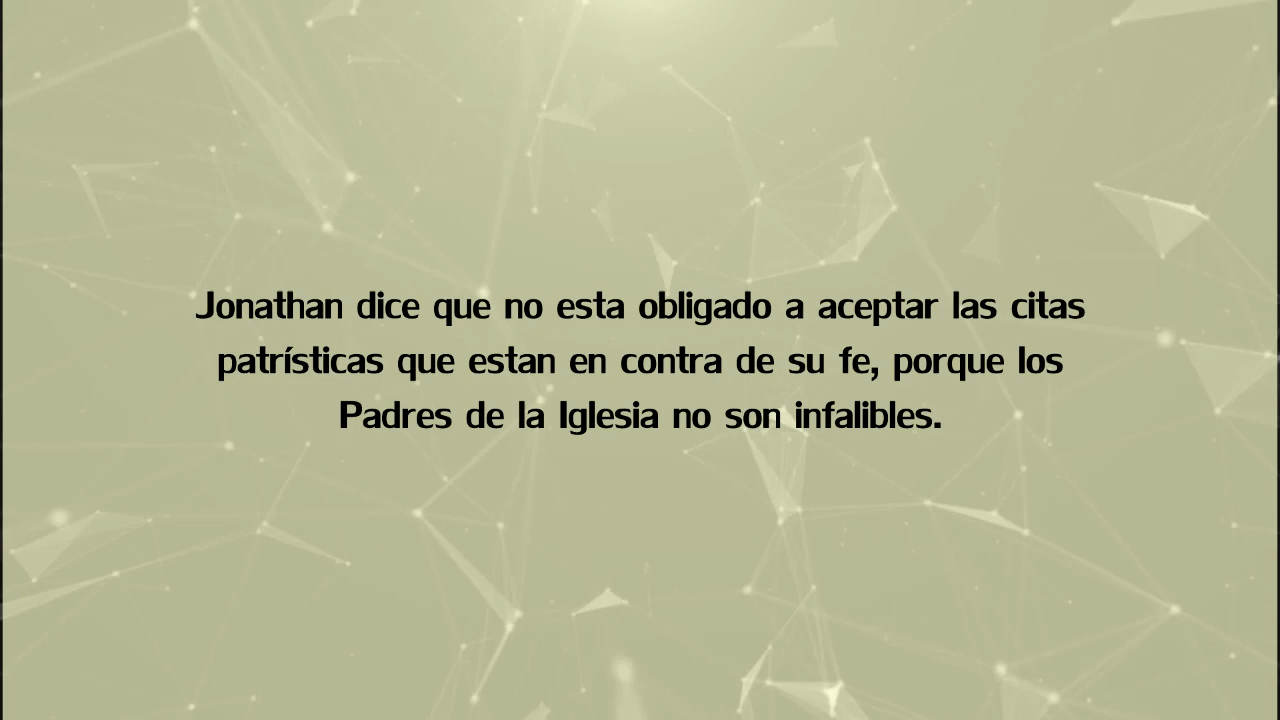 Jonathan dice que no esta obligado a aceptar las citas
patrísticas que estan en contra de su fe, porque los
Padres de la Iglesia no son infalibles.